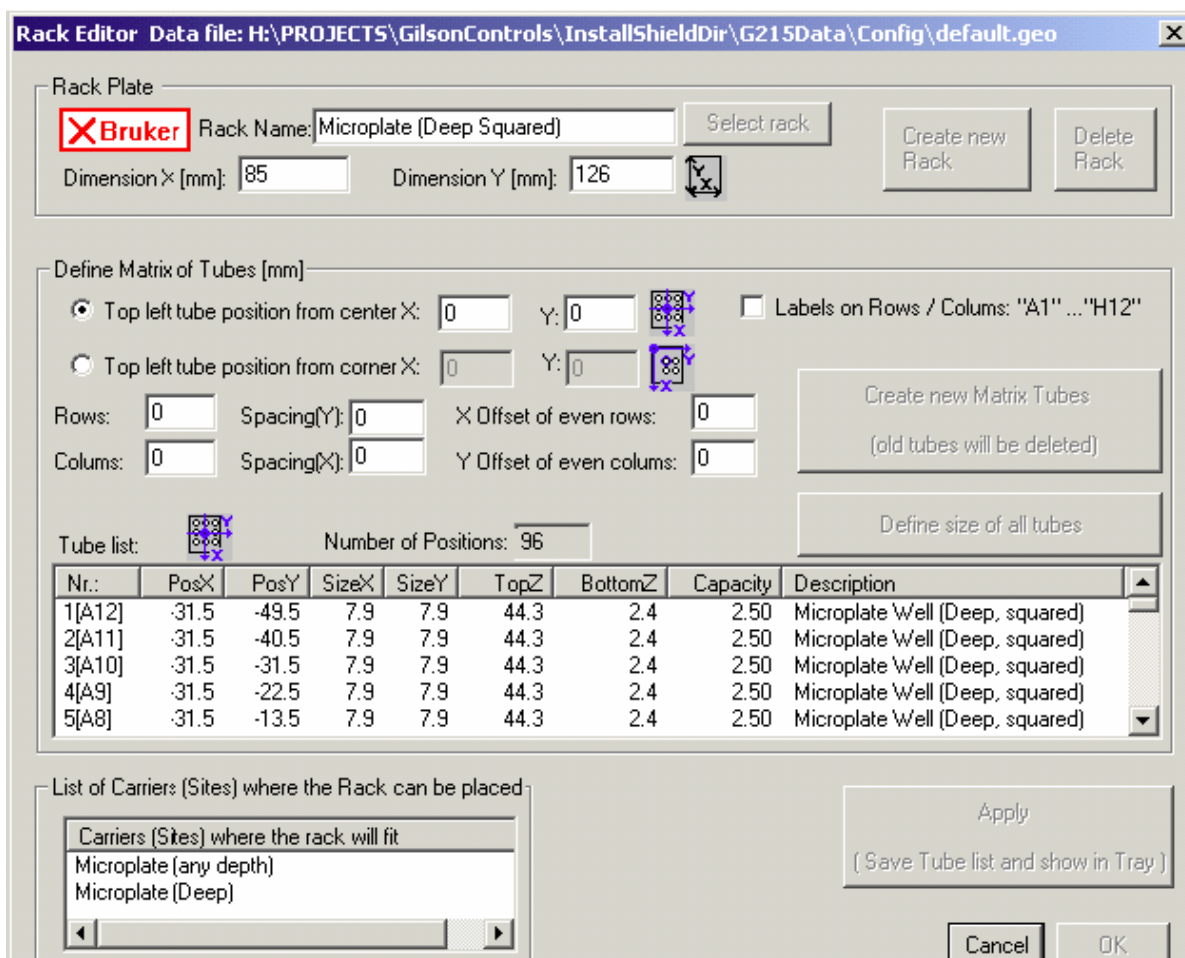 Rack Editor  Data file: H:\PROJECTS\GilsonControls\InstallShieldDir\G215Data\Config\default.geo
Rack Plate
Bruker Rack Name: Microplate (Deep Squared) Select rack
Create new Rack
Delete Rack
Dimension X [mm]: 85 Dimension Y [mm]: 126
Define Matrix of Tubes [mm]
Top left tube position from center X: 0 Y: 0 Labels on Rows / Colums: "A1" ..."H12"
Top left tube position from corner X: 0 Y: 0
Rows: 0 Spacing(Y): 0 X Offset of even rows: 0
Colums: 0 Spacing(X): 0 Y Offset of even colums: 0
Create new Matrix Tubes
(old tubes will be deleted)
Define size of all tubes
Tube list: Number of Positions: 96
Nr.: PosX PosY SizeX SizeY TopZ BottomZ Capacity Description
1[A12] -31.5 -49.5 7.9 7.9 44.3 2.4 2.50 Microplate Well (Deep, squared)
2[A11] -31.5 -40.5 7.9 7.9 44.3 2.4 2.50 Microplate Well (Deep, squared)
3[A10] -31.5 -31.5 7.9 7.9 44.3 2.4 2.50 Microplate Well (Deep, squared)
4[A9] -31.5 -22.5 7.9 7.9 44.3 2.4 2.50 Microplate Well (Deep, squared)
5[A8] -31.5 -13.5 7.9 7.9 44.3 2.4 2.50 Microplate Well (Deep, squared)
List of Carriers (Sites) where the Rack can be placed
Carriers (Sites) where the rack will fit
Microplate (any depth)
Microplate (Deep)
Apply
( Save Tube list and show in Tray )
Cancel OK